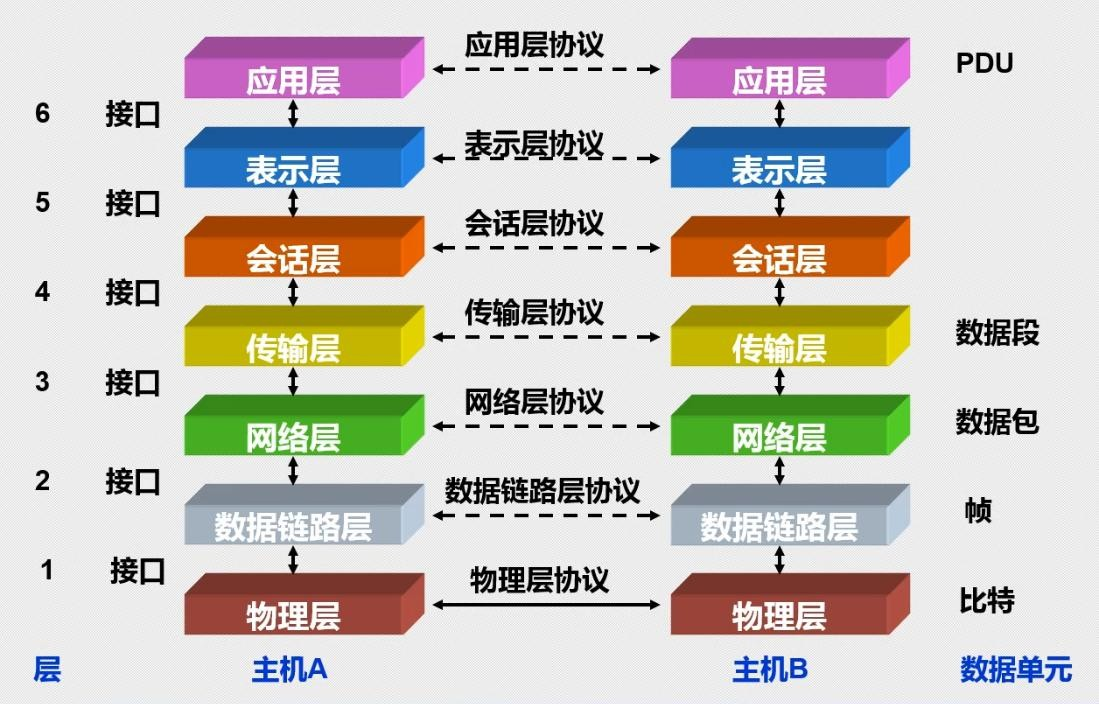 应用层协议
应用层
应用层
PDU
6 接口
表示层协议
表示层
表示层
5 接口
会话层协议
会话层
会话层
4 接口
传输层协议
传输层
传输层
数据段
3 接口
网络层协议
网络层
网络层
数据包
2 接口
数据链路层协议
数据链路层
数据链路层
帧
1 接口
物理层协议
物理层
物理层
比特
层 主机A 主机B 数据单元